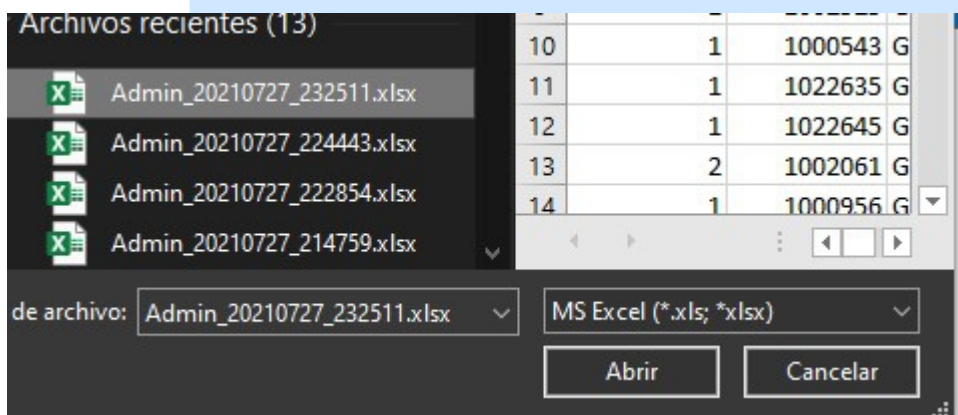 Archivos recientes (13)
Admin_20210727_232511.xlsx
Admin_20210727_224443.xlsx
Admin_20210727_222854.xlsx
Admin_20210727_214759.xlsx
10 1 1000543 G
11 1 1022635 G
12 1 1022645 G
13 2 1002061 G
14 1 1000956 G
de archivo: Admin_20210727_232511.xlsx
MS Excel (*.xls; *xlsx)
Abrir Cancelar